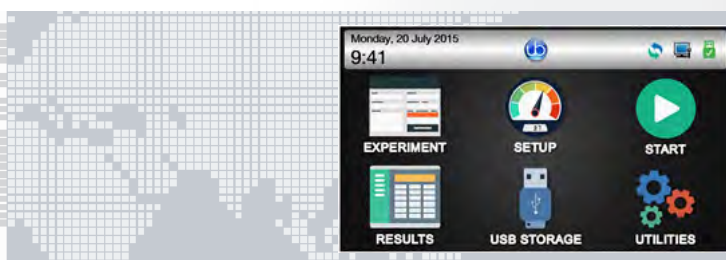 Monday, 20 July 2015
9:41
EXPERIMENT
SETUP
START
RESULTS
USB STORAGE
UTILITIES